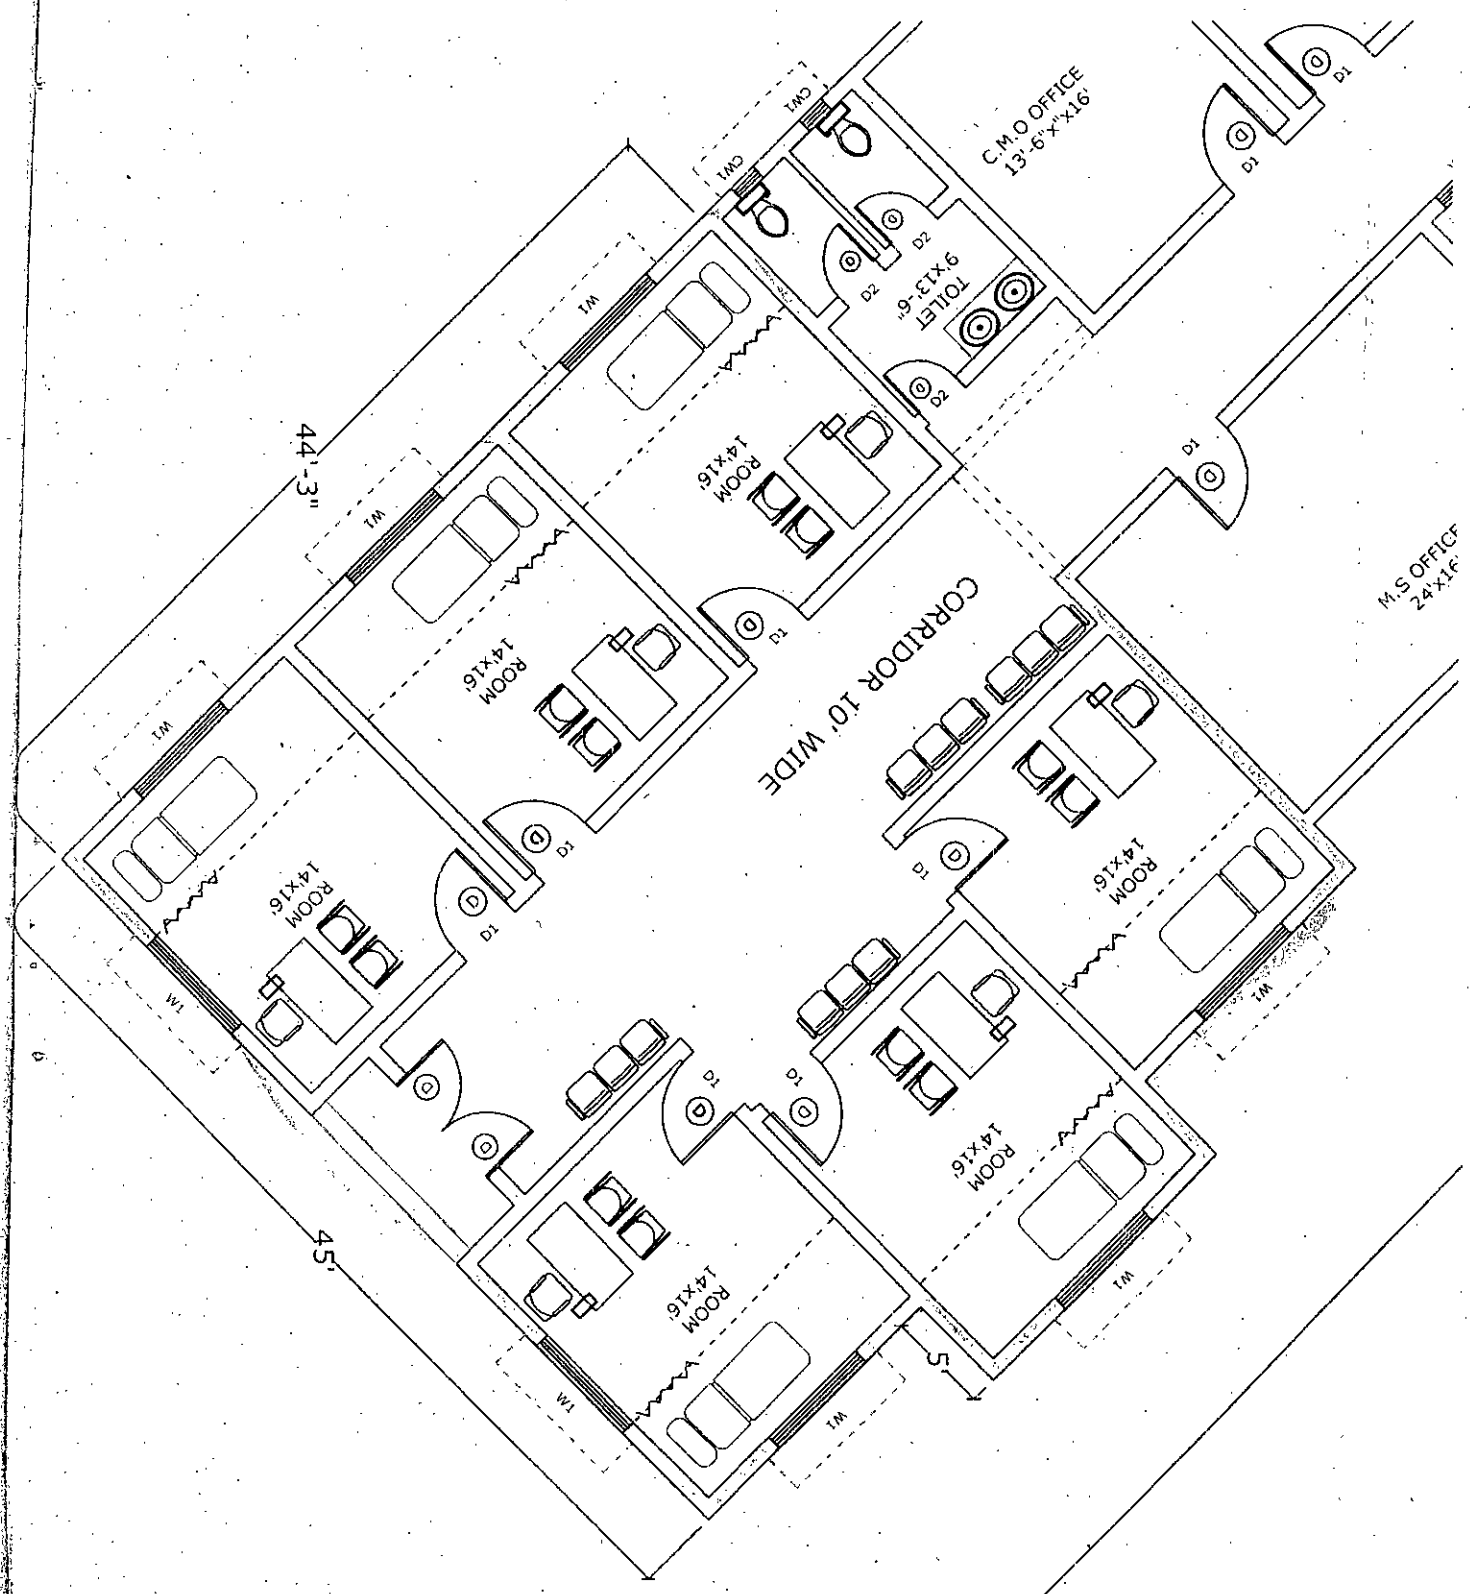 D1
D1
C.M.O OFFICE
13'-6"x"x16'
CW1
CW1
D2
D2
TOILET
9'x13'-6"
D2
W1
44'-3"
W1
W1
ROOM
14'x16'
D1
ROOM
14'x16'
D1
ROOM
14'x16'
D1
W1
CORRIDOR 10' WIDE
D1
M.S OFFICE
24'x16'
ROOM
14'x16'
D1
W1
D1
D1
D
D
D
D
D
D
D
D
D
D
D
D
D
D
ROOM
14'x16'
W1
ROOM
14'x16'
W1
W1
5'
45'